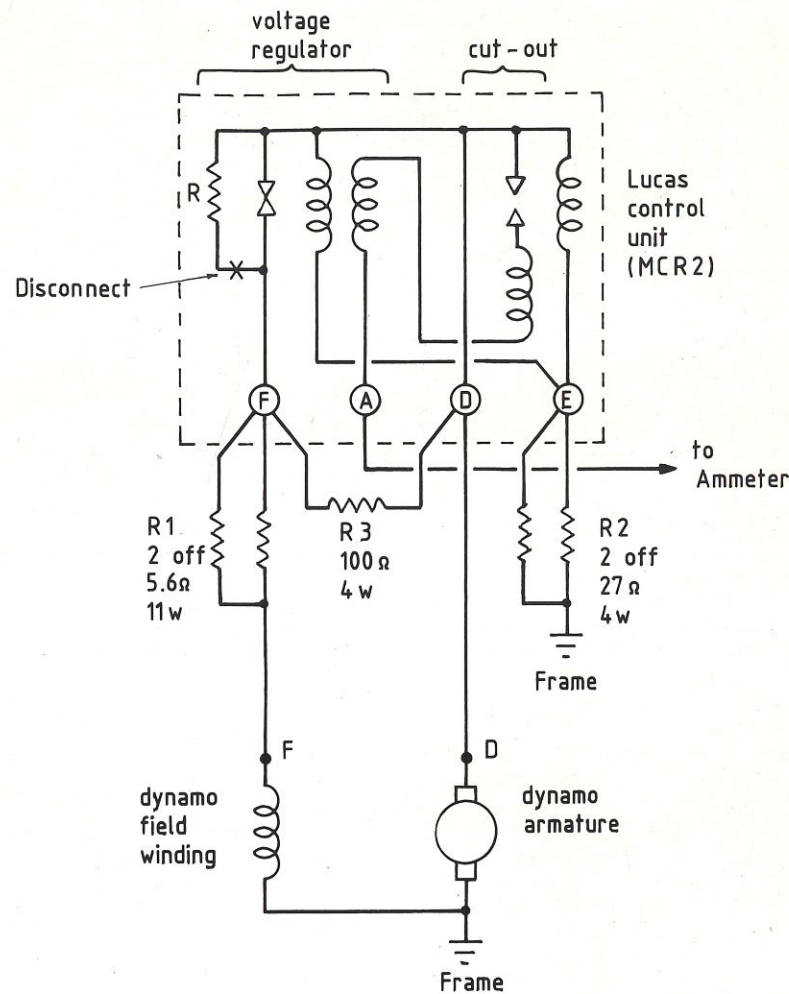 voltage
regulator
cut-out
R
Lucas
control
unit
(MCR2)
Disconnect
F
A
D
E
to
Ammeter
R1
2 off
5.6Ω
11w
R3
100Ω
4w
R2
2 off
27Ω
4w
Frame
F
D
dynamo
field
winding
dynamo
armature
Frame